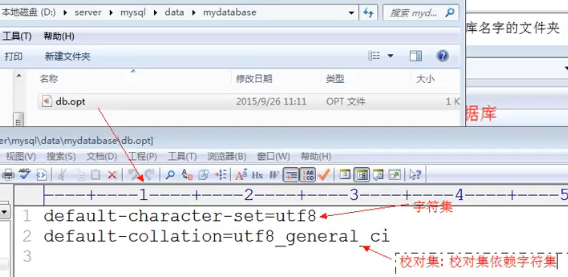 本地磁盘 (D:) ▸ server ▸ mysql ▸ data ▸ mydatabase
搜索 myd...
库名字的文件夹
工具(T) 帮助(H)
打印 新建文件夹
名称 修改日期 类型 大小
db.opt 2015/9/26 11:11 OPT 文件 1 K
据库
er\mysql\data\mydatabase\db.opt]
视图(V) 搜索(S) 文档(D) 工程(P) 工具(T) 浏览器(B) 窗口(W) 帮助(H)
----+----1----+----2----+----3----+----4----+----5
1 default-character-set=utf8
字符集
2 default-collation=utf8_general_ci
3
校对集: 校对集依赖字符集